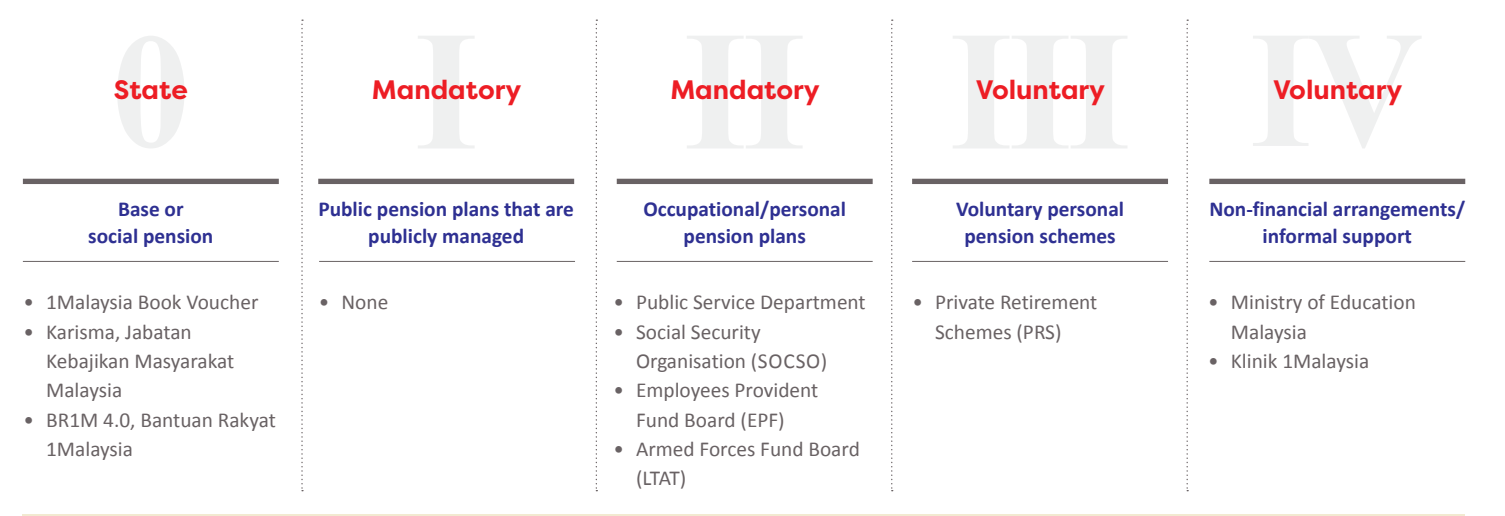 0
State
Base or
social pension
• 1Malaysia Book Voucher
• Karisma, Jabatan
Kebajikan Masyarakat
Malaysia
• BR1M 4.0, Bantuan Rakyat
1Malaysia
I
Mandatory
Public pension plans that are
publicly managed
• None
II
Mandatory
Occupational/personal
pension plans
• Public Service Department
• Social Security
Organisation (SOCSO)
• Employees Provident
Fund Board (EPF)
• Armed Forces Fund Board
(LTAT)
III
Voluntary
Voluntary personal
pension schemes
• Private Retirement
Schemes (PRS)
IV
Voluntary
Non-financial arrangements/
informal support
• Ministry of Education
Malaysia
• Klinik 1Malaysia